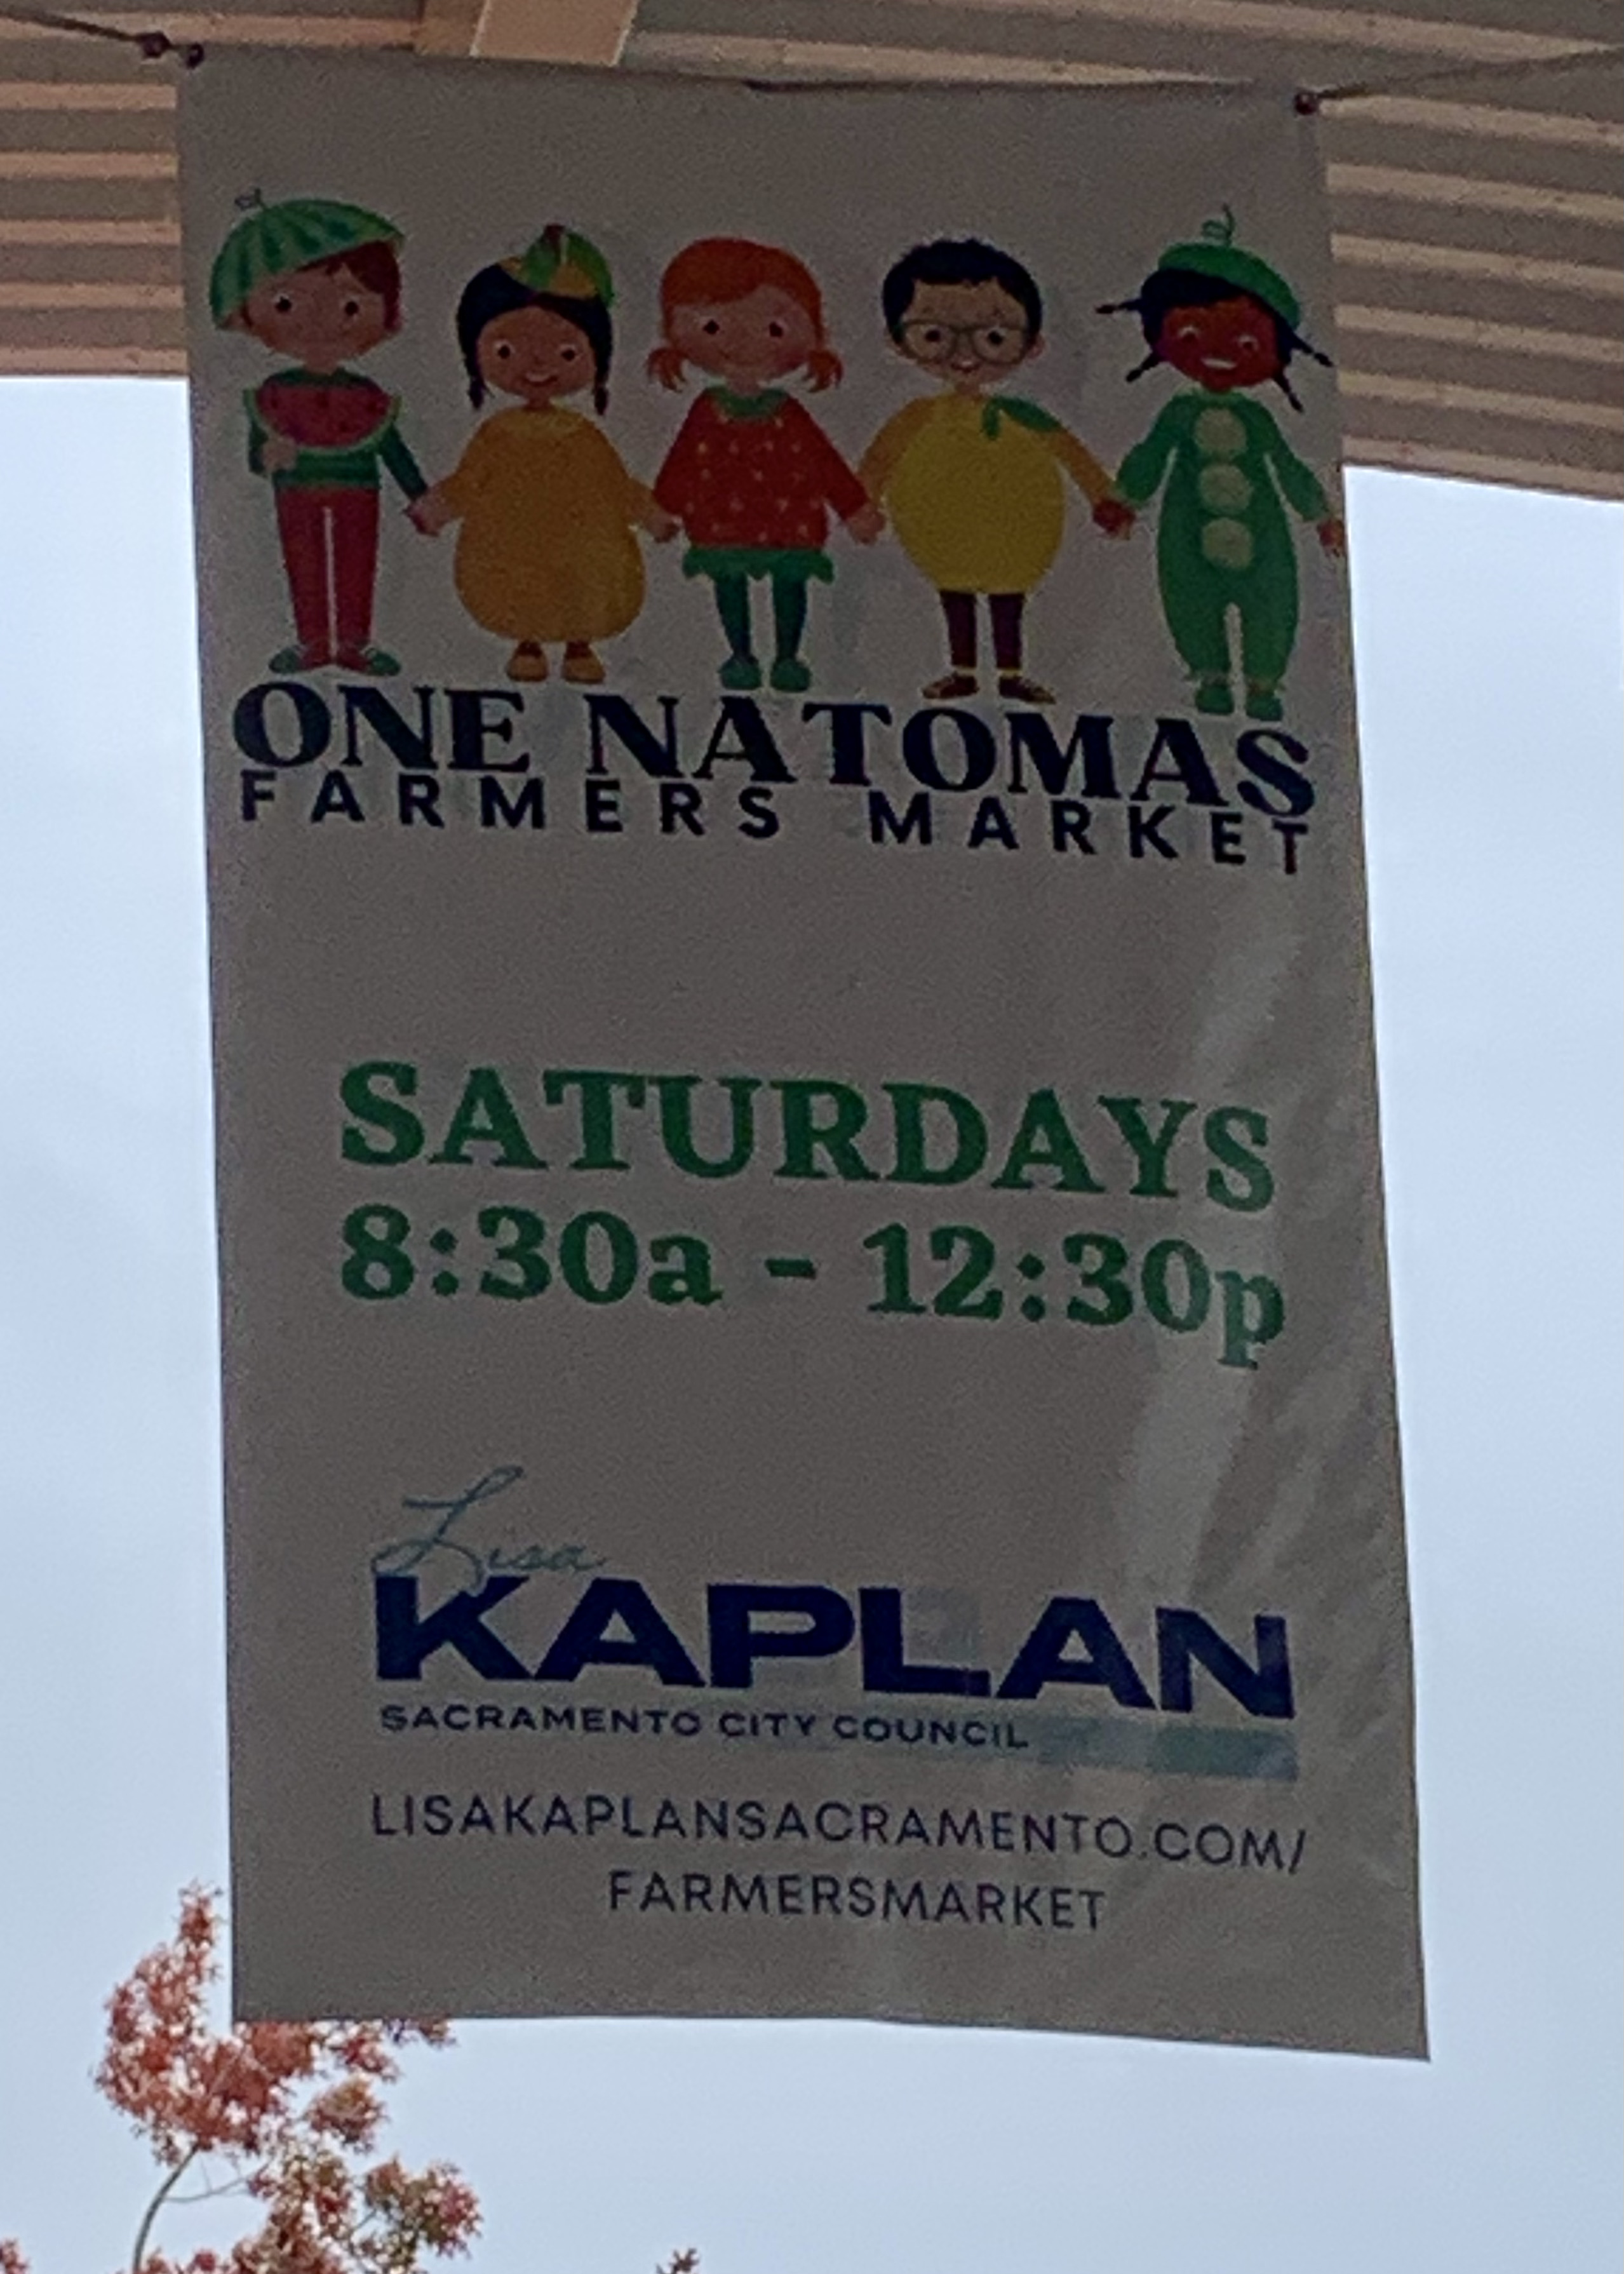 ONE NATOMAS
FARMERS MARKET
SATURDAYS
8:30a - 12:30p
Lisa
KAPLAN
SACRAMENTO CITY COUNCIL
LISAKAPLANSACRAMENTO.COM/
FARMERSMARKET